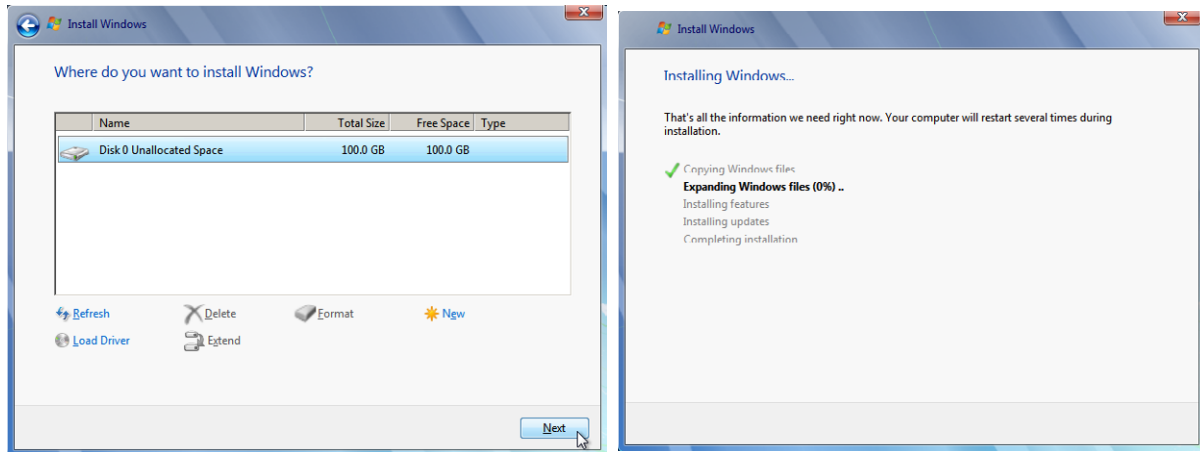 Install Windows
Where do you want to install Windows?
Name Total Size Free Space Type
Disk 0 Unallocated Space 100.0 GB 100.0 GB
Refresh Delete Format New
Load Driver Extend
Next
Install Windows
Installing Windows...
That's all the information we need right now. Your computer will restart several times during
installation.
Copying Windows files
Expanding Windows files (0%) ..
Installing features
Installing updates
Completing installation